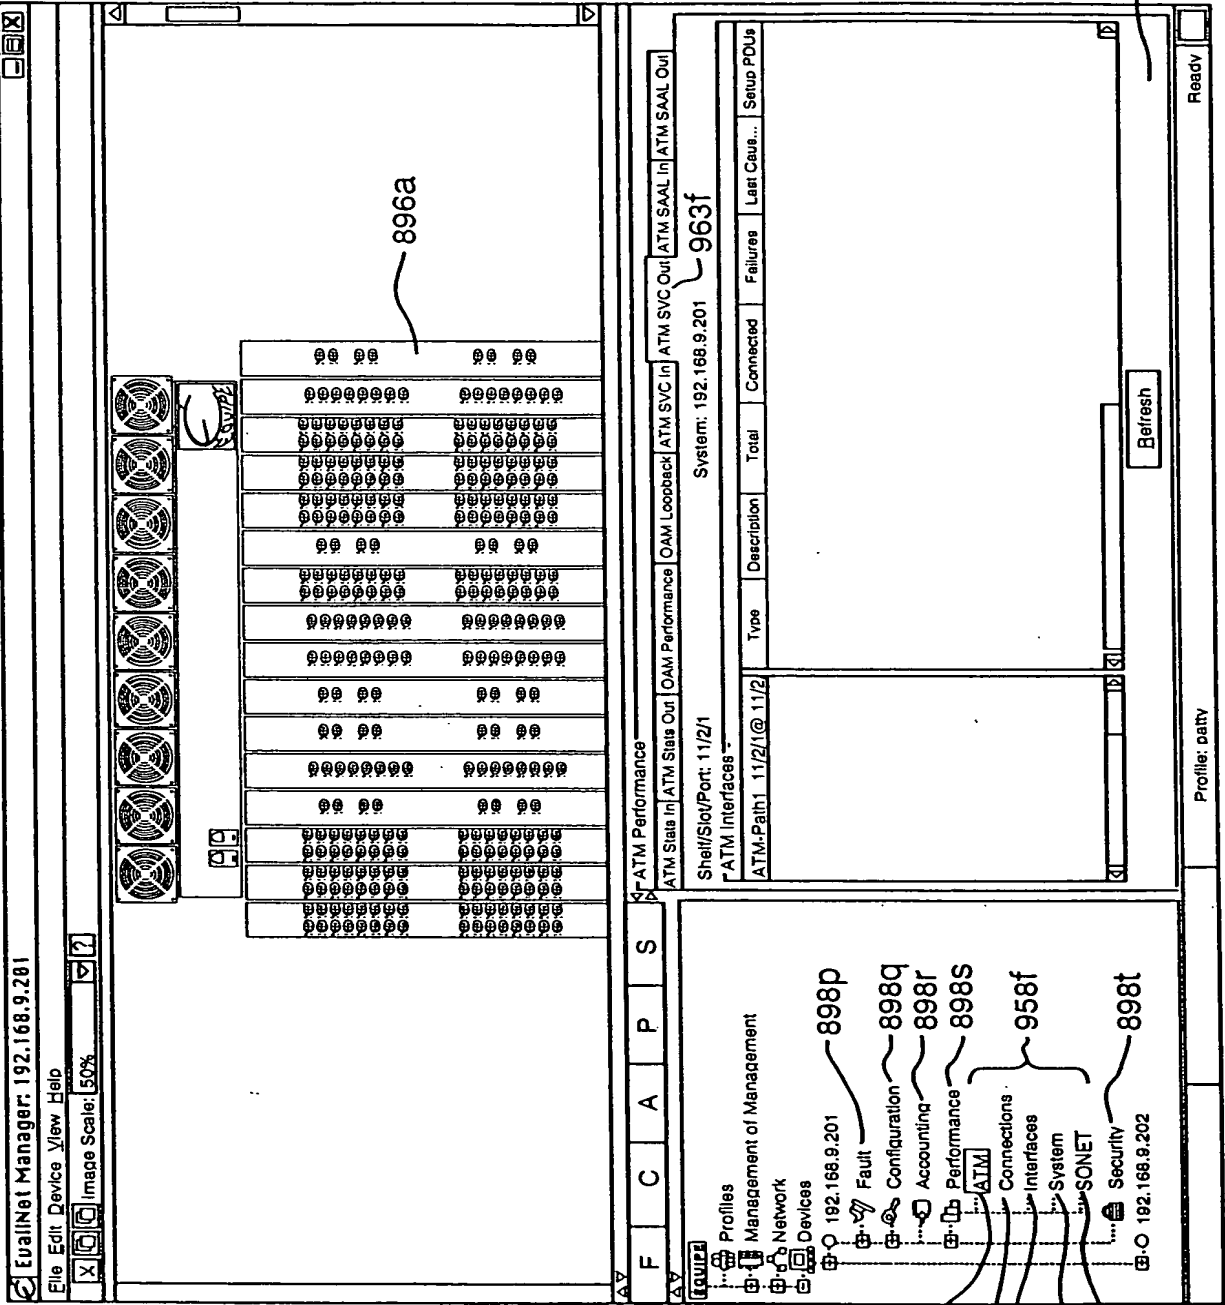 EvaliNet Manager: 192.168.9.201
File Edit Device View Help
X Image Scale: 50% ?
896a
F C A P S
EQUIPE
Profiles
Management of Management
Network
Devices
192.168.9.201
Fault
Configuration
Accounting
Performance
ATM
Connections
Interfaces
System
SONET
Security
192.168.9.202
898p
898q
898r
898s
958f
898t
ATM Performance
ATM Stats In ATM Stats Out OAM Performance OAM Loopback ATM SVC In ATM SVC Out ATM SAAL In ATM SAAL Out
963f
Shelf/Slot/Port: 11/2/1 System: 192.168.9.201
ATM Interfaces
ATM-Path1 11/2/1@ 11/2
Type Description Total Connected Failures Last Caus... Setup PDUs
Refresh
Profile: patty Ready